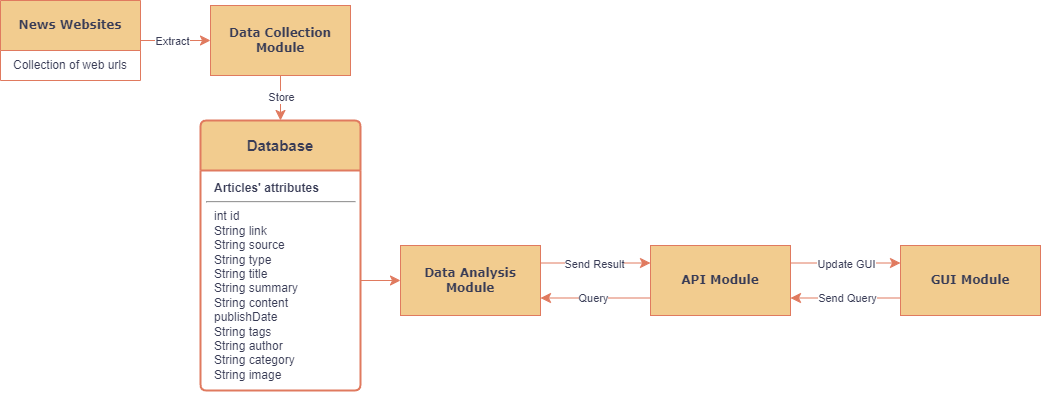 News Websites
Collection of web urls
Extract
Data Collection
Module
Store
Database
Articles' attributes
int id
String link
String source
String type
String title
String summary
String content
publishDate
String tags
String author
String category
String image
Data Analysis
Module
Send Result
Query
API Module
Update GUI
Send Query
GUI Module